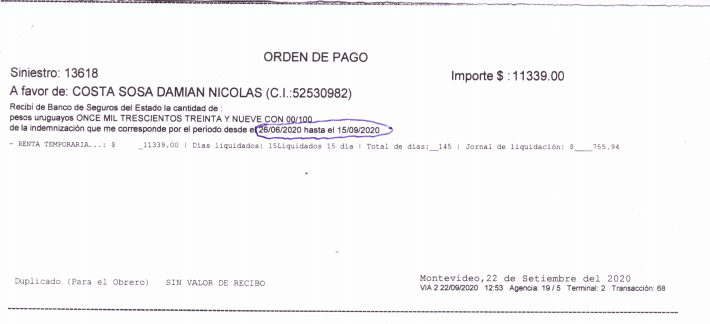 ORDEN DE PAGO
Siniestro: 13618
Importe $ :11339.00
A favor de: COSTA SOSA DAMIAN NICOLAS (C.I.:52530982)
Recibí de Banco de Seguros del Estado la cantidad de :
pesos uruguayos ONCE MIL TRESCIENTOS TREINTA Y NUEVE CON 00/100
de la indemnización que me corresponde por el período desde el 26/06/2020 hasta el 15/09/2020
- RENTA TEMPORARIA...: $ _11339.00 | Días liquidados: 15Liquidados 15 día | Total de días:__145 | Jornal de liquidación: $____755.94
Duplicado (Para el Obrero) SIN VALOR DE RECIBO
Montevideo,22 de Setiembre del 2020
VIA 2 22/09/2020 12:53 Agencia: 19/5 Terminal: 2 Transacción: 68